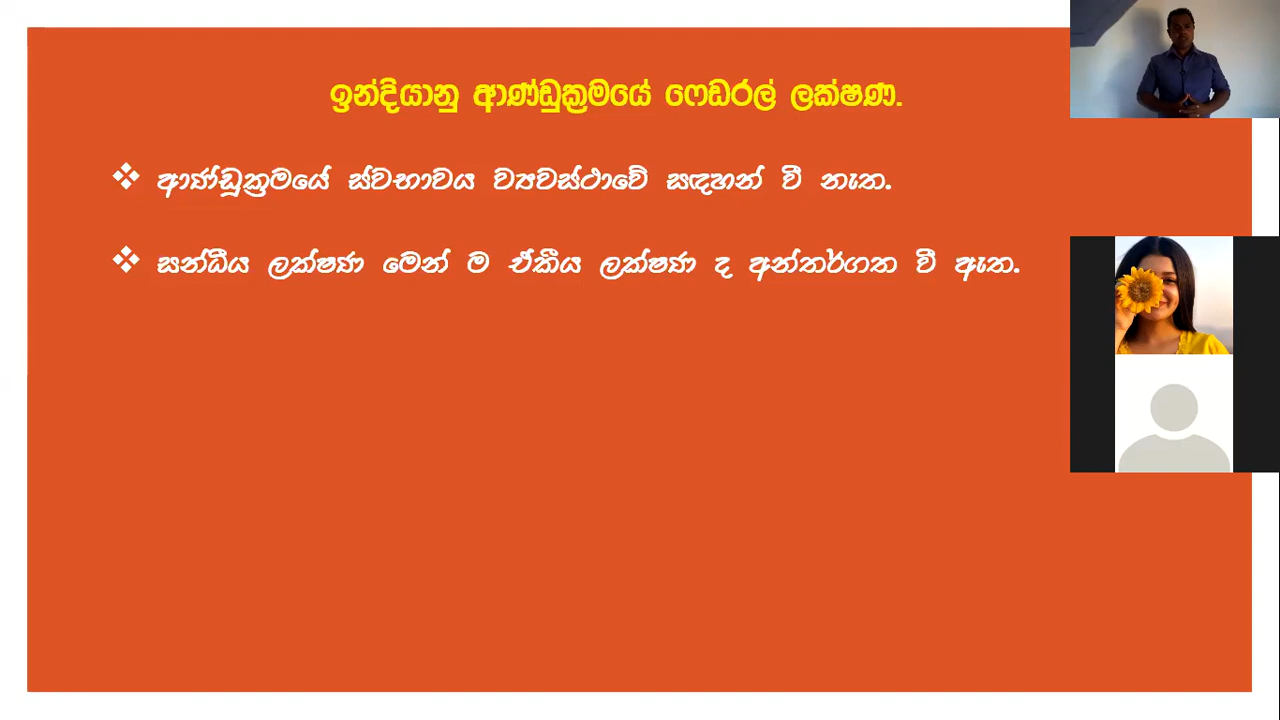 ඉන්දියානු ආණ්ඩුක්‍රමයේ ෆෙඩරල් ලක්ෂණ.
❖ ආණ්ඩුක්‍රමයේ ස්වභාවය ව්‍යවස්ථාවේ සඳහන් වී නැත.
❖ සන්ධීය ලක්ෂණ මෙන් ම ඒකීය ලක්ෂණ ද අන්තර්ගත වී ඇත.